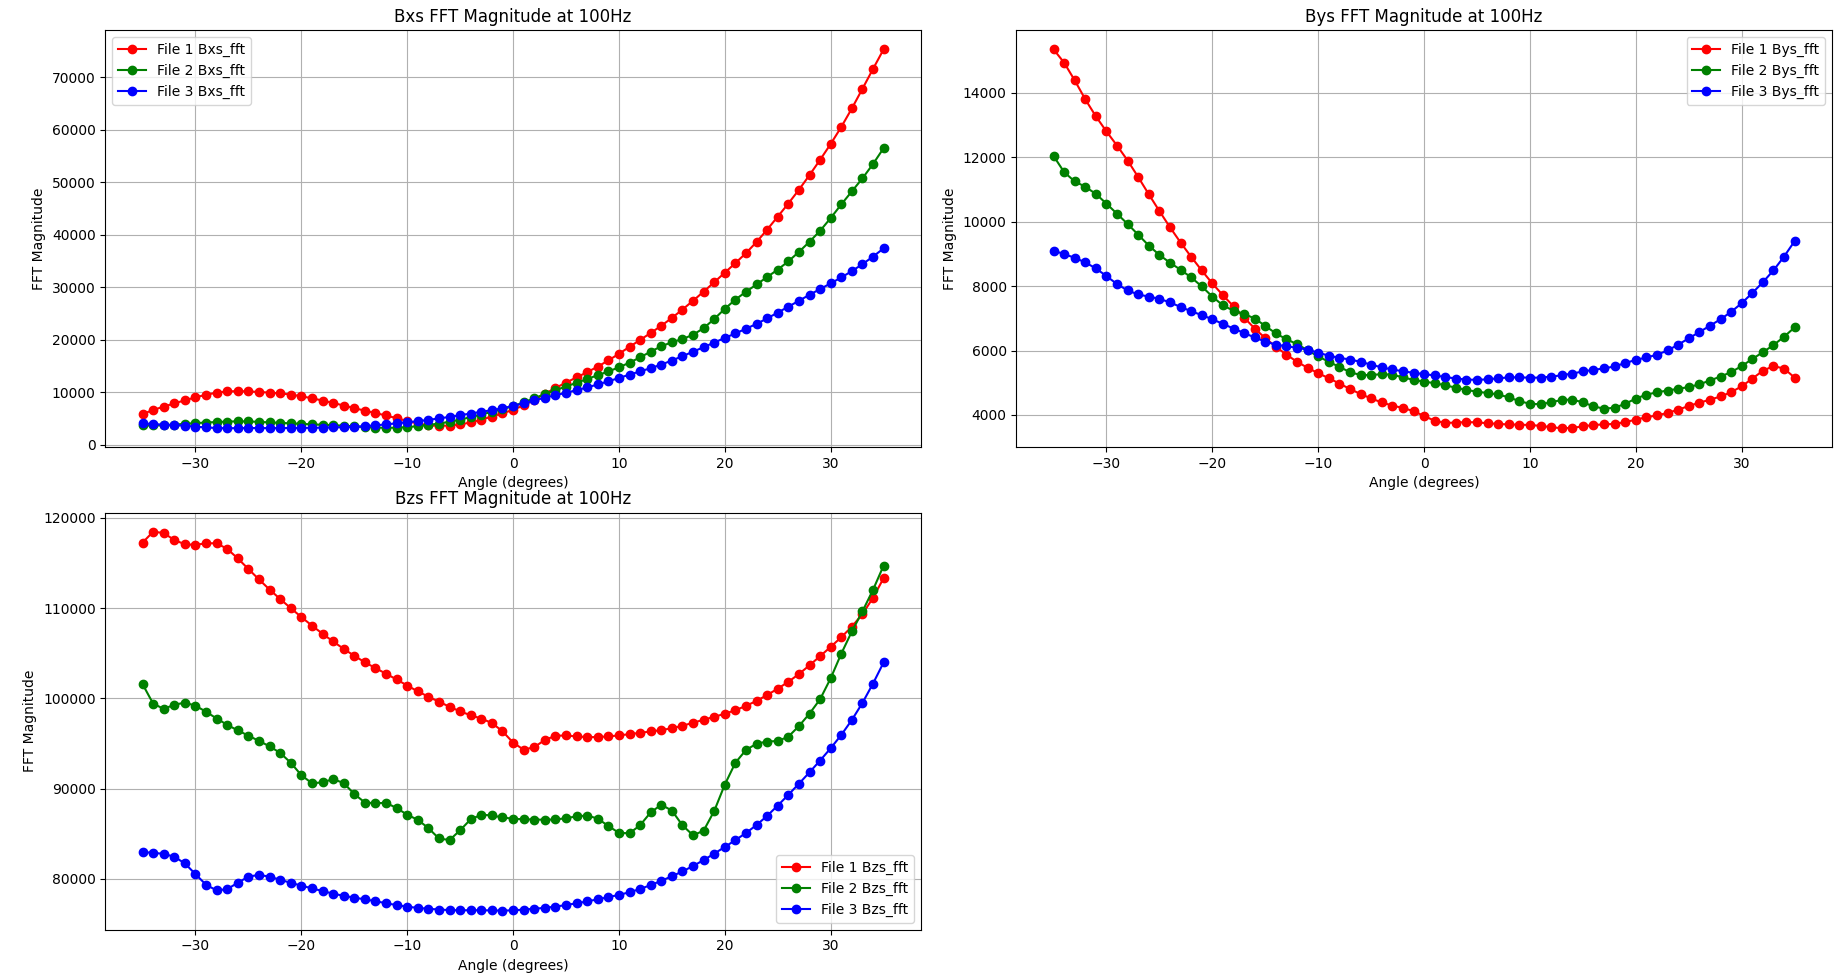 Bxs FFT Magnitude at 100Hz
File 1 Bxs_fft
File 2 Bxs_fft
File 3 Bxs_fft
FFT Magnitude
70000
60000
50000
40000
30000
20000
10000
0
−30 −20 −10 0 10 20 30
Angle (degrees)
Bys FFT Magnitude at 100Hz
File 1 Bys_fft
File 2 Bys_fft
File 3 Bys_fft
FFT Magnitude
14000
12000
10000
8000
6000
4000
−30 −20 −10 0 10 20 30
Angle (degrees)
Bzs FFT Magnitude at 100Hz
FFT Magnitude
120000
110000
100000
90000
80000
File 1 Bzs_fft
File 2 Bzs_fft
File 3 Bzs_fft
−30 −20 −10 0 10 20 30
Angle (degrees)